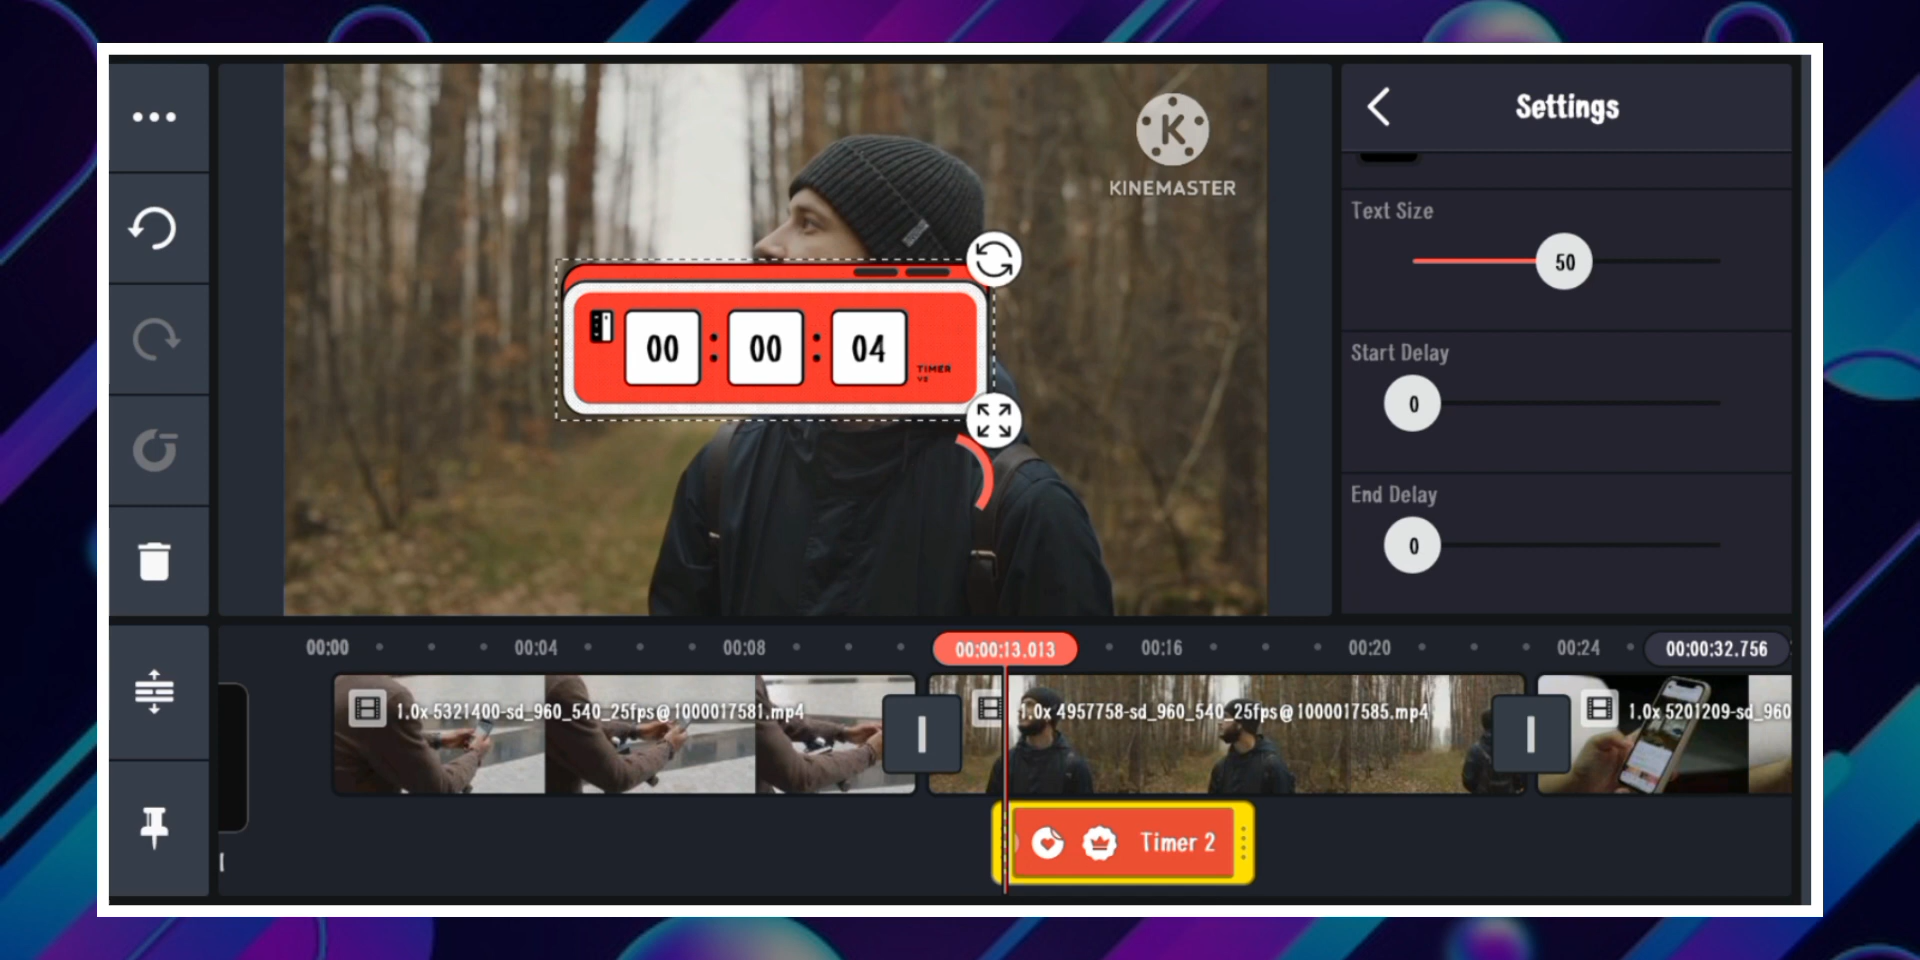 Settings
K
KINEMASTER
Text Size
50
00 : 00 : 04
TIMER
V2
Start Delay
0
End Delay
0
00:00
00:04
00:08
00:00:13.013
00:16
00:20
00:24
00:00:32.756
1.0x 5321400-sd_960_540_25fps@1000017581.mp4
1.0x 4957758-sd_960_540_25fps@1000017585.mp4
1.0x 5201209-sd_960
Timer 2